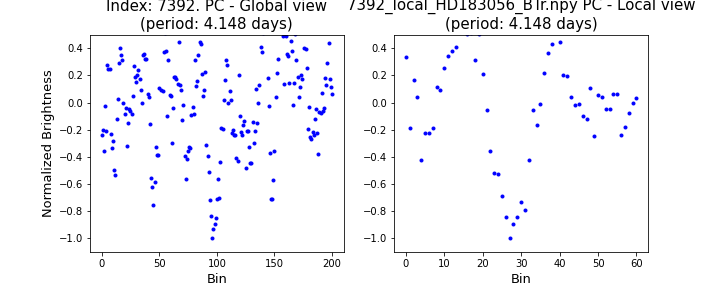 Index: 7392. PC - Global view
(period: 4.148 days)
7392_local_HD183056_BTr.npy PC - Local view
(period: 4.148 days)
Normalized Brightness
0.4
0.2
0.0
−0.2
−0.4
−0.6
−0.8
−1.0
0 50 100 150 200
Bin
0.4
0.2
0.0
−0.2
−0.4
−0.6
−0.8
−1.0
0 10 20 30 40 50 60
Bin